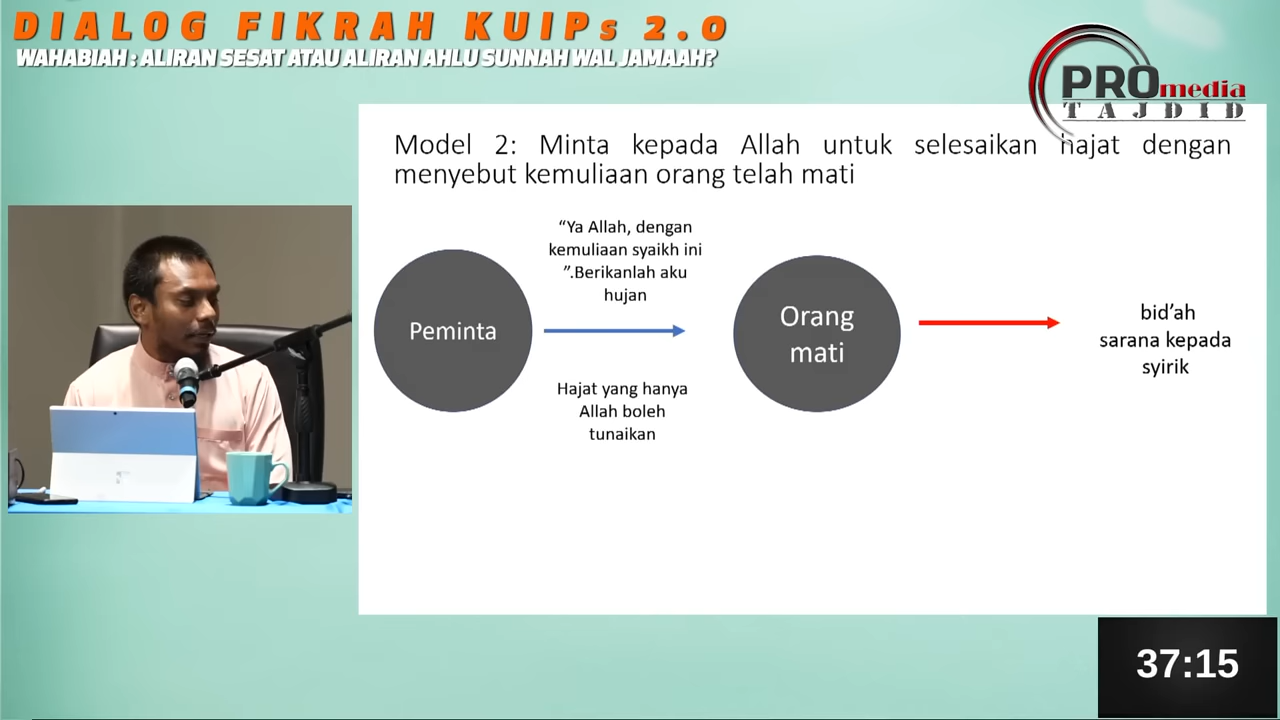 DIALOG FIKRAH KUIPs 2.0
WAHABIAH : ALIRAN SESAT ATAU ALIRAN AHLU SUNNAH WAL JAMAAH?
PROmedia
TAJDID
Model 2: Minta kepada Allah untuk selesaikan hajat dengan
menyebut kemuliaan orang telah mati
“Ya Allah, dengan
kemuliaan syaikh ini
”.Berikanlah aku
hujan
Peminta
Orang
mati
bid’ah
sarana kepada
syirik
Hajat yang hanya
Allah boleh
tunaikan
37:15